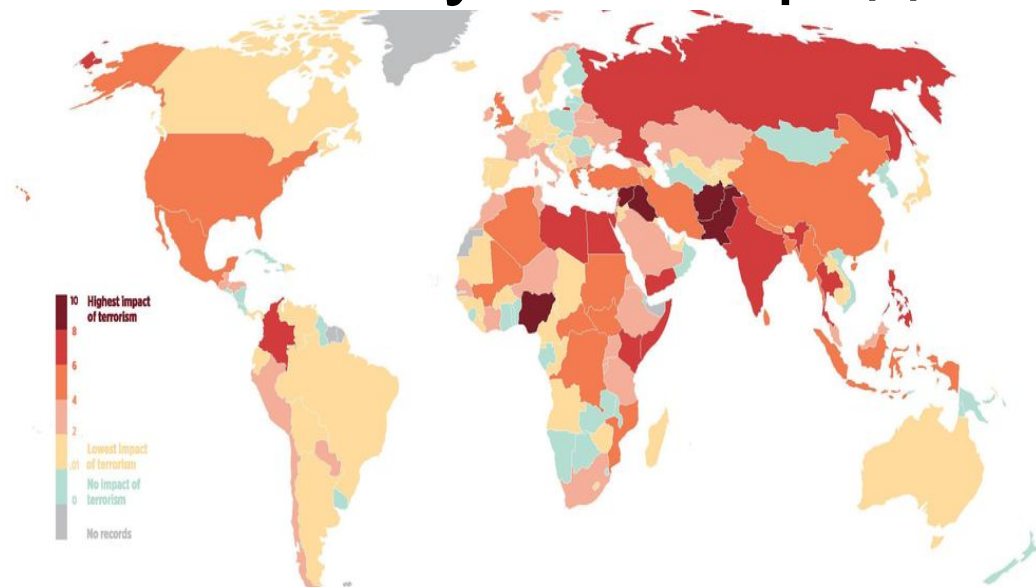 10 Highest impact
of terrorism
8
6
4
2
Lowest impact
.01 of terrorism
No impact of
0 terrorism
No records